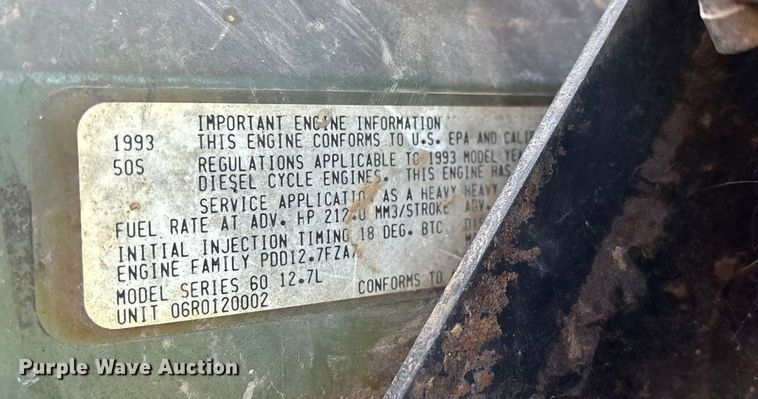 IMPORTANT ENGINE INFORMATION
1993 THIS ENGINE CONFORMS TO U.S. EPA AND CALIF
50S REGULATIONS APPLICABLE TO 1993 MODEL YEA
DIESEL CYCLE ENGINES. THIS ENGINE HAS
SERVICE APPLICATION AS A HEAVY HEAVY
FUEL RATE AT ADV. HP 212.0 MM3/STROKE ADV.
INITIAL INJECTION TIMING 18 DEG. BTC
ENGINE FAMILY PDD12.7FZA
MODEL SERIES 60 12.7L CONFORMS TO
UNIT 06R0120002
Purple Wave Auction